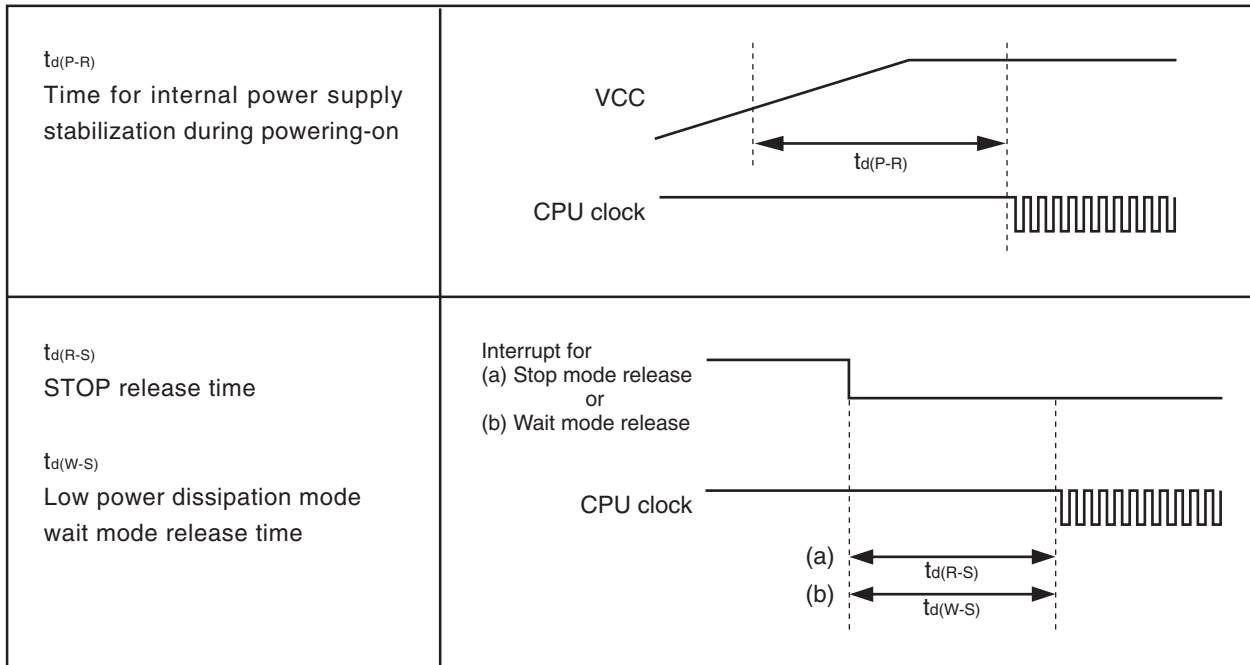 td(P-R)
Time for internal power supply
stabilization during powering-on
VCC
td(P-R)
CPU clock
td(R-S)
STOP release time
td(W-S)
Low power dissipation mode
wait mode release time
Interrupt for
(a) Stop mode release
or
(b) Wait mode release
CPU clock
(a)
td(R-S)
(b)
td(W-S)